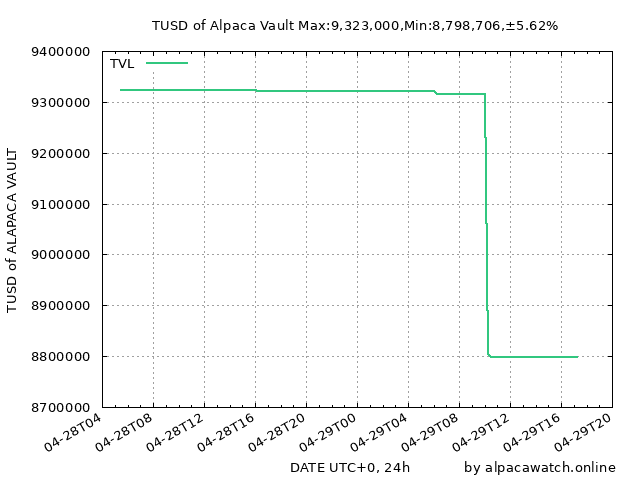 TUSD of Alpaca Vault Max:9,323,000,Min:8,798,706,±5.62%
TVL
9400000
9300000
9200000
9100000
9000000
8900000
8800000
8700000
TUSD of ALAPACA VAULT
04-28T04
04-28T08
04-28T12
04-28T16
04-28T20
04-29T00
04-29T04
04-29T08
04-29T12
04-29T16
04-29T20
DATE UTC+0, 24h
by alpacawatch.online